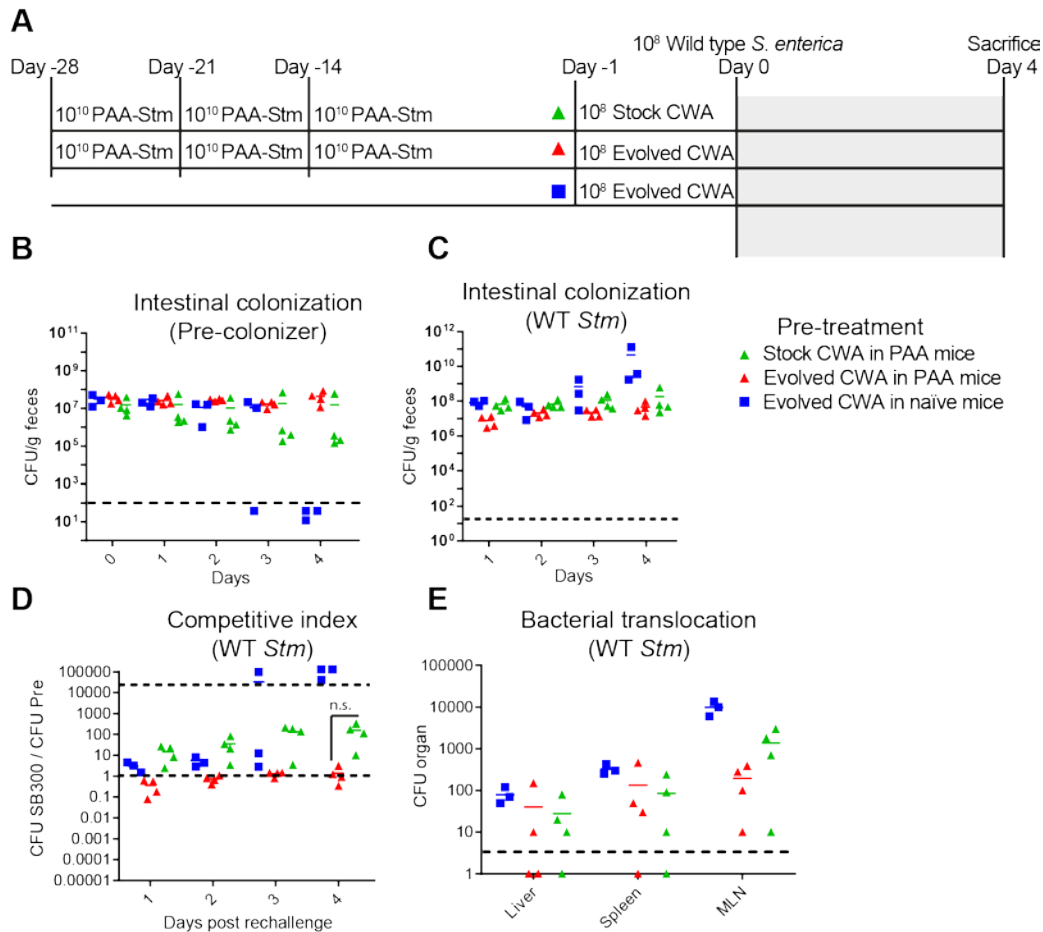 A
10⁸ Wild type S. enterica Sacrifice
Day -28 Day -21 Day -14 Day -1 Day 0 Day 4
10¹⁰ PAA-Stm 10¹⁰ PAA-Stm 10¹⁰ PAA-Stm 10⁸ Stock CWA
10¹⁰ PAA-Stm 10¹⁰ PAA-Stm 10¹⁰ PAA-Stm 10⁸ Evolved CWA
10⁸ Evolved CWA
B
Intestinal colonization
(Pre-colonizer)
CFU/g feces
10¹¹
10⁹
10⁷
10⁵
10³
10¹
0 1 2 3 4
Days
C
Intestinal colonization
(WT Stm)
CFU/g feces
10¹²
10¹⁰
10⁸
10⁶
10⁴
10²
10⁰
1 2 3 4
Days
Pre-treatment
Stock CWA in PAA mice
Evolved CWA in PAA mice
Evolved CWA in naïve mice
D
Competitive index
(WT Stm)
CFU SB300 / CFU Pre
100000
10000
1000
100
10
1
0.1
0.01
0.001
0.0001
0.00001
n.s.
1 2 3 4
Days post rechallenge
E
Bacterial translocation
(WT Stm)
CFU organ
100000
10000
1000
100
10
1
Liver Spleen MLN